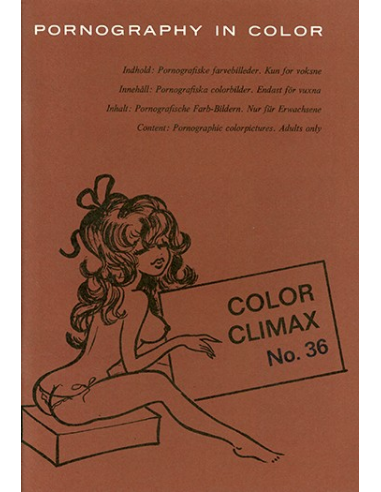 PORNOGRAPHY IN COLOR
Indhold: Pornografiske farvebilleder. Kun for voksne
Innehåll: Pornografiska colorbilder. Endast för vuxna
Inhalt: Pornografische Farb-Bildern. Nur für Erwachsene
Content: Pornographic colorpictures. Adults only
COLOR
CLIMAX
No. 36